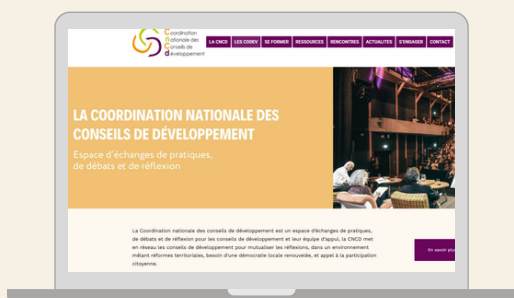 Coordination
nationale des
Conseils de
développement
LA CNCD LES CODEV SE FORMER RESSOURCES RENCONTRES ACTUALITES S'ENGAGER CONTACT
LA COORDINATION NATIONALE DES
CONSEILS DE DÉVELOPPEMENT
Espace d'échanges de pratiques,
de débats et de réflexion
La Coordination nationale des conseils de développement est un espace d'échanges de pratiques,
de débats et de réflexion pour les conseils de développement et leur équipe d'appui, la CNCD met
en réseau les conseils de développement pour mutualiser les réflexions, dans un environnement
mêlant réformes territoriales, besoin d'une démocratie locale renouvelée, et appel à la participation
citoyenne.
En savoir plus